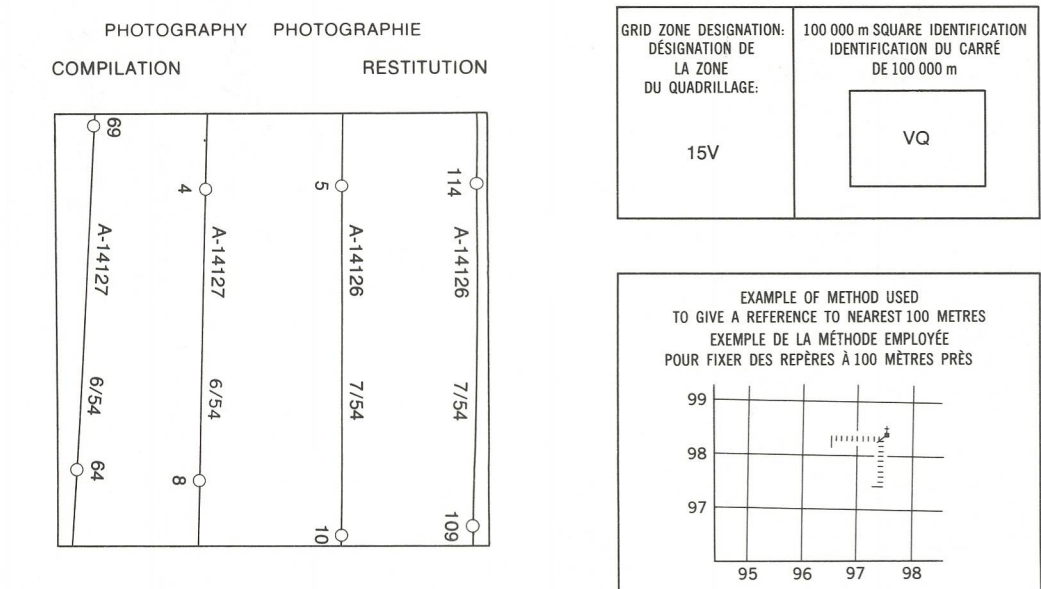 PHOTOGRAPHY PHOTOGRAPHIE
COMPILATION RESTITUTION
69
4
5
114
A-14127
A-14127
A-14126
A-14126
6/54
6/54
7/54
7/54
64
8
10
109
GRID ZONE DESIGNATION:
DÉSIGNATION DE
LA ZONE
DU QUADRILLAGE:
15V
100 000 m SQUARE IDENTIFICATION
IDENTIFICATION DU CARRÉ
DE 100 000 m
VQ
EXAMPLE OF METHOD USED
TO GIVE A REFERENCE TO NEAREST 100 METRES
EXEMPLE DE LA MÉTHODE EMPLOYÉE
POUR FIXER DES REPÈRES À 100 MÈTRES PRÈS
99
98
97
95 96 97 98